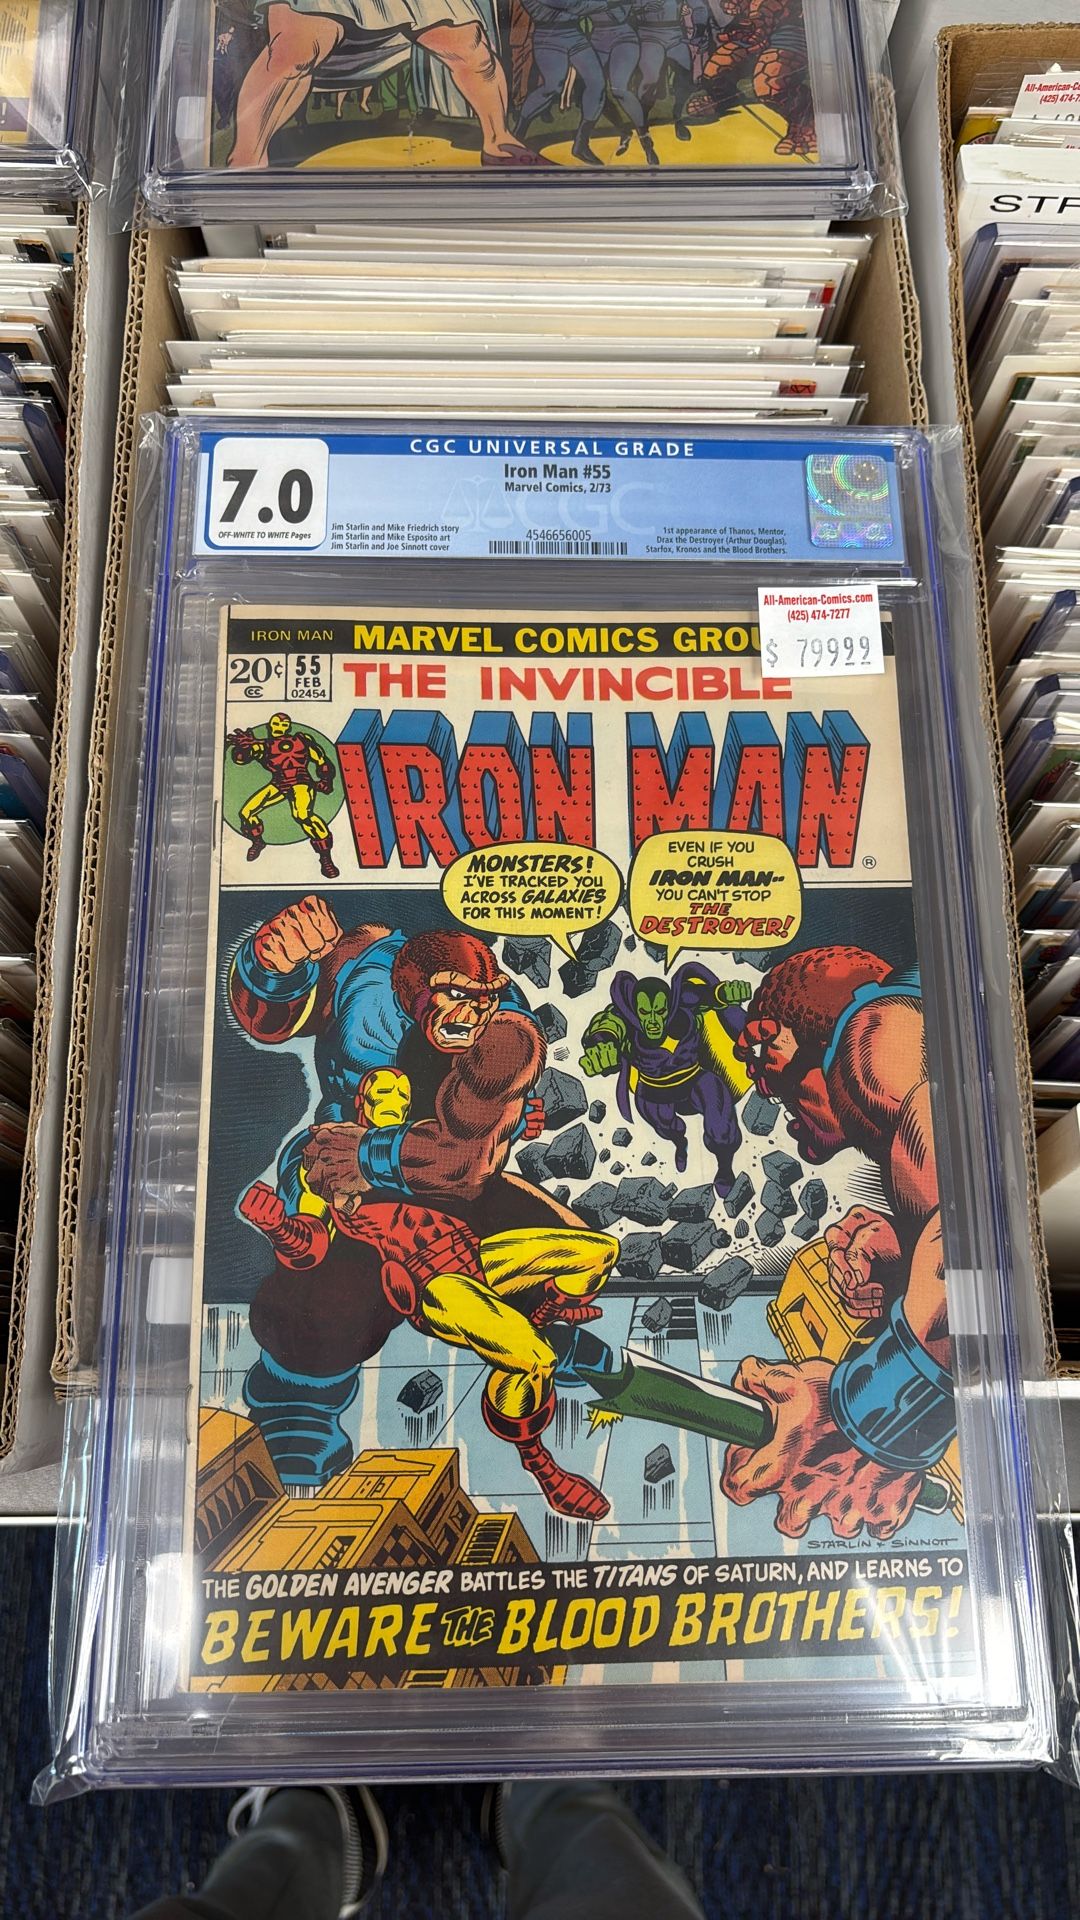 All-American-Co
(425) 474-7
STR
CGC UNIVERSAL GRADE
7.0
OFF-WHITE TO WHITE Pages
Iron Man #55
Marvel Comics, 2/73
CGC
Jim Starlin and Mike Friedrich story
Jim Starlin and Mike Esposito art
Jim Starlin and Joe Sinnott cover
4546656005
1st appearance of Thanos, Mentor,
Drax the Destroyer (Arthur Douglas),
Starfox, Kronos and the Blood Brothers.
All-American-Comics.com
(425) 474-7277
$ 799.99
IRON MAN
MARVEL COMICS GROU
20¢
CC
55
FEB
02454
THE INVINCIBLE
IRON MAN ®
MONSTERS!
I'VE TRACKED YOU
ACROSS GALAXIES
FOR THIS MOMENT!
EVEN IF YOU
CRUSH
IRON MAN--
YOU CAN'T STOP
THE
DESTROYER!
STARLIN & SINNOTT
THE GOLDEN AVENGER BATTLES THE TITANS OF SATURN, AND LEARNS TO
BEWARE THE BLOOD BROTHERS!